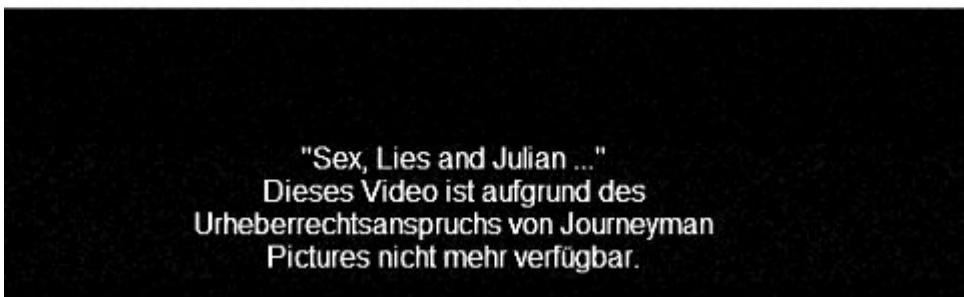 "Sex, Lies and Julian ..."
Dieses Video ist aufgrund des
Urheberrechtsanspruchs von Journeyman
Pictures nicht mehr verfügbar.